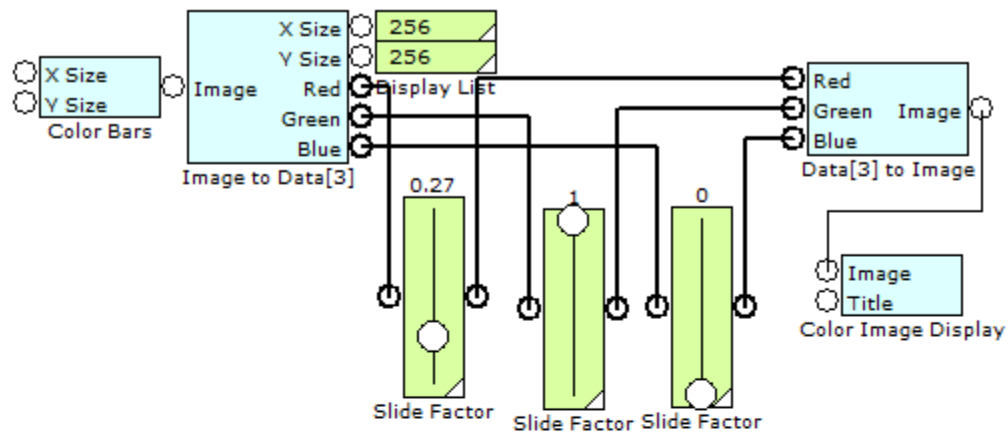 X Size
Y Size
Color Bars
Image
X Size
Y Size
Red
Green
Blue
Image to Data[3]
256
256
Display List
0.27
Slide Factor
1
Slide Factor
0
Slide Factor
Red
Green
Blue
Image
Data[3] to Image
Image
Title
Color Image Display